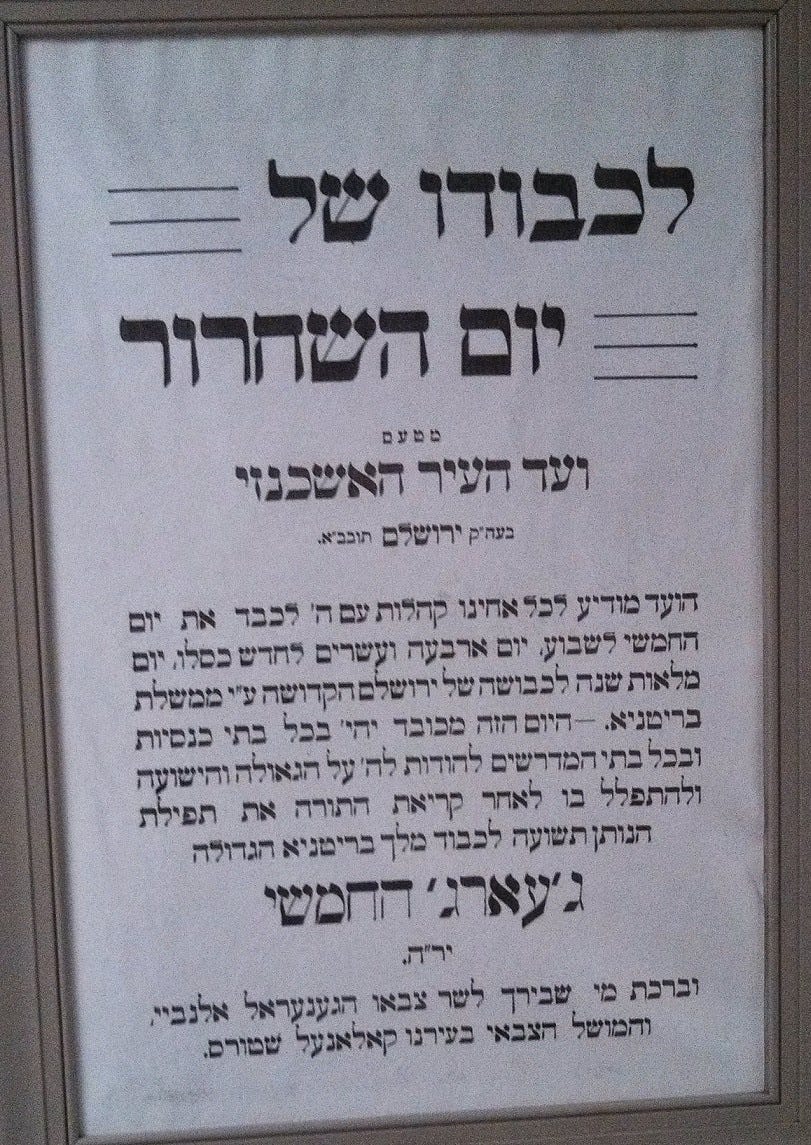 לכבודו של
יום השחרור
מטעם
ועד העיר האשכנזי
בעה״ק ירושלם תובב״א.
הועד מודיע לכל אחינו קהלות עם ה׳ לכבד את יום
החמשי לשבוע, יום ארבעה ועשרים לחדש כסלו, יום
מלאות שנה לכבושה של ירושלם הקדושה ע״י ממשלת
בריטניא. —היום הזה מכובד יהי׳ בכל בתי כנסיות
ובכל בתי המדרשים להודות לה׳ על הגאולה והישועה
ולהתפלל בו לאחר קריאת התורה את תפילת
הנותן תשועה לכבוד מלך בריטניא הגדולה
ג׳עארג׳ החמשי
יר״ה.
וברכת מי שבירך לשר צבאו הגענעראל אלנביי,
והמושל הצבאי בעירנו קאלאנעל שטורס.